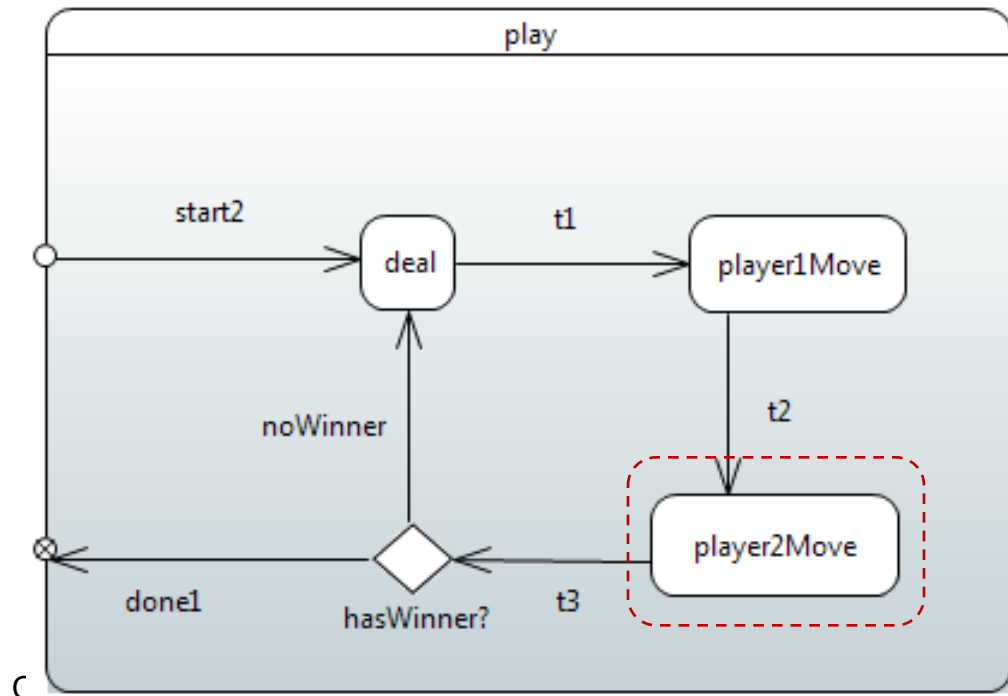 play
start2
t1
deal
player1Move
noWinner
t2
player2Move
done1
hasWinner?
t3